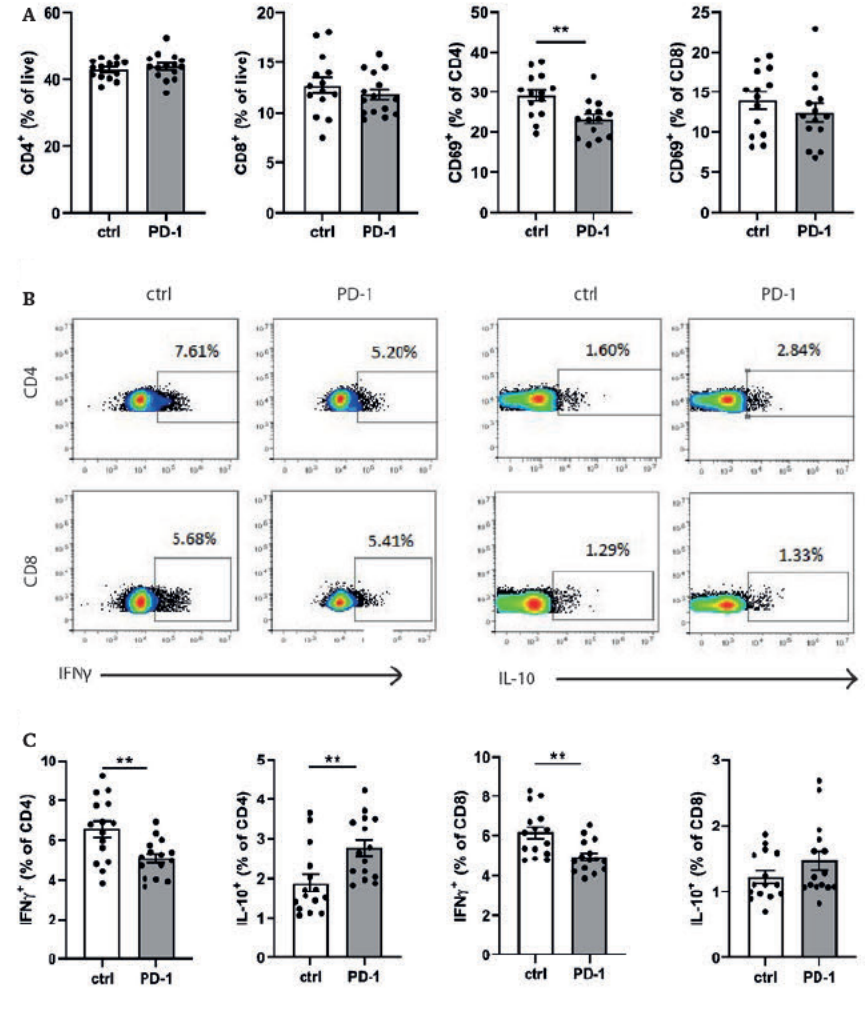 A
CD4+ (% of live)
60
40
20
0
ctrl PD-1
CD8+ (% of live)
20
15
10
5
0
ctrl PD-1
CD69+ (% of CD4)
50
40
30
20
10
0
**
ctrl PD-1
CD69+ (% of CD8)
25
20
15
10
5
0
ctrl PD-1
B
ctrl PD-1 ctrl PD-1
CD4
7.61% 5.20% 1.60% 2.84%
CD8
5.68% 5.41% 1.29% 1.33%
IFNγ IL-10
C
IFNγ+ (% of CD4)
10
8
6
4
2
0
**
ctrl PD-1
IL-10+ (% of CD4)
5
4
3
2
1
0
**
ctrl PD-1
IFNγ+ (% of CD8)
10
8
6
4
2
0
**
ctrl PD-1
IL-10+ (% of CD8)
3
2
1
0
ctrl PD-1